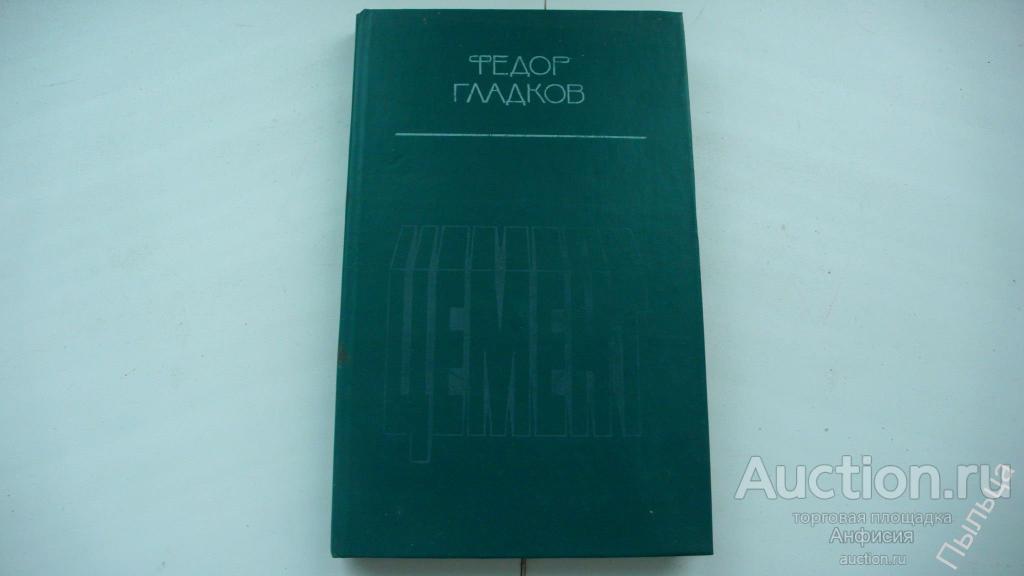 ФЕДОР
ГЛАДКОВ
ЦЕМЕНТ
Auction.ru
торговая площадка
Анфисия
auction.ru
Пыльца